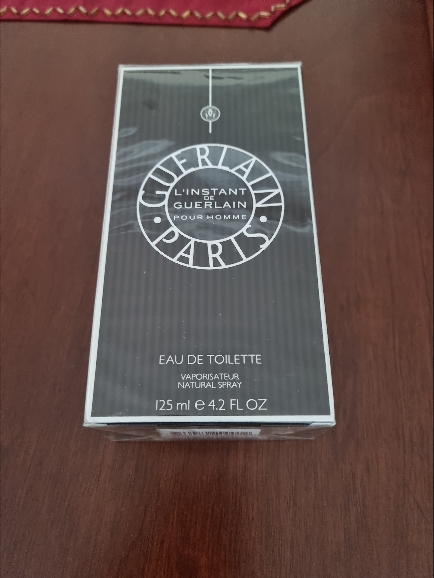 GUERLAIN
L'INSTANT
DE
GUERLAIN
POUR HOMME
PARIS
EAU DE TOILETTE
VAPORISATEUR
NATURAL SPRAY
125 ml ℮ 4.2 FL OZ